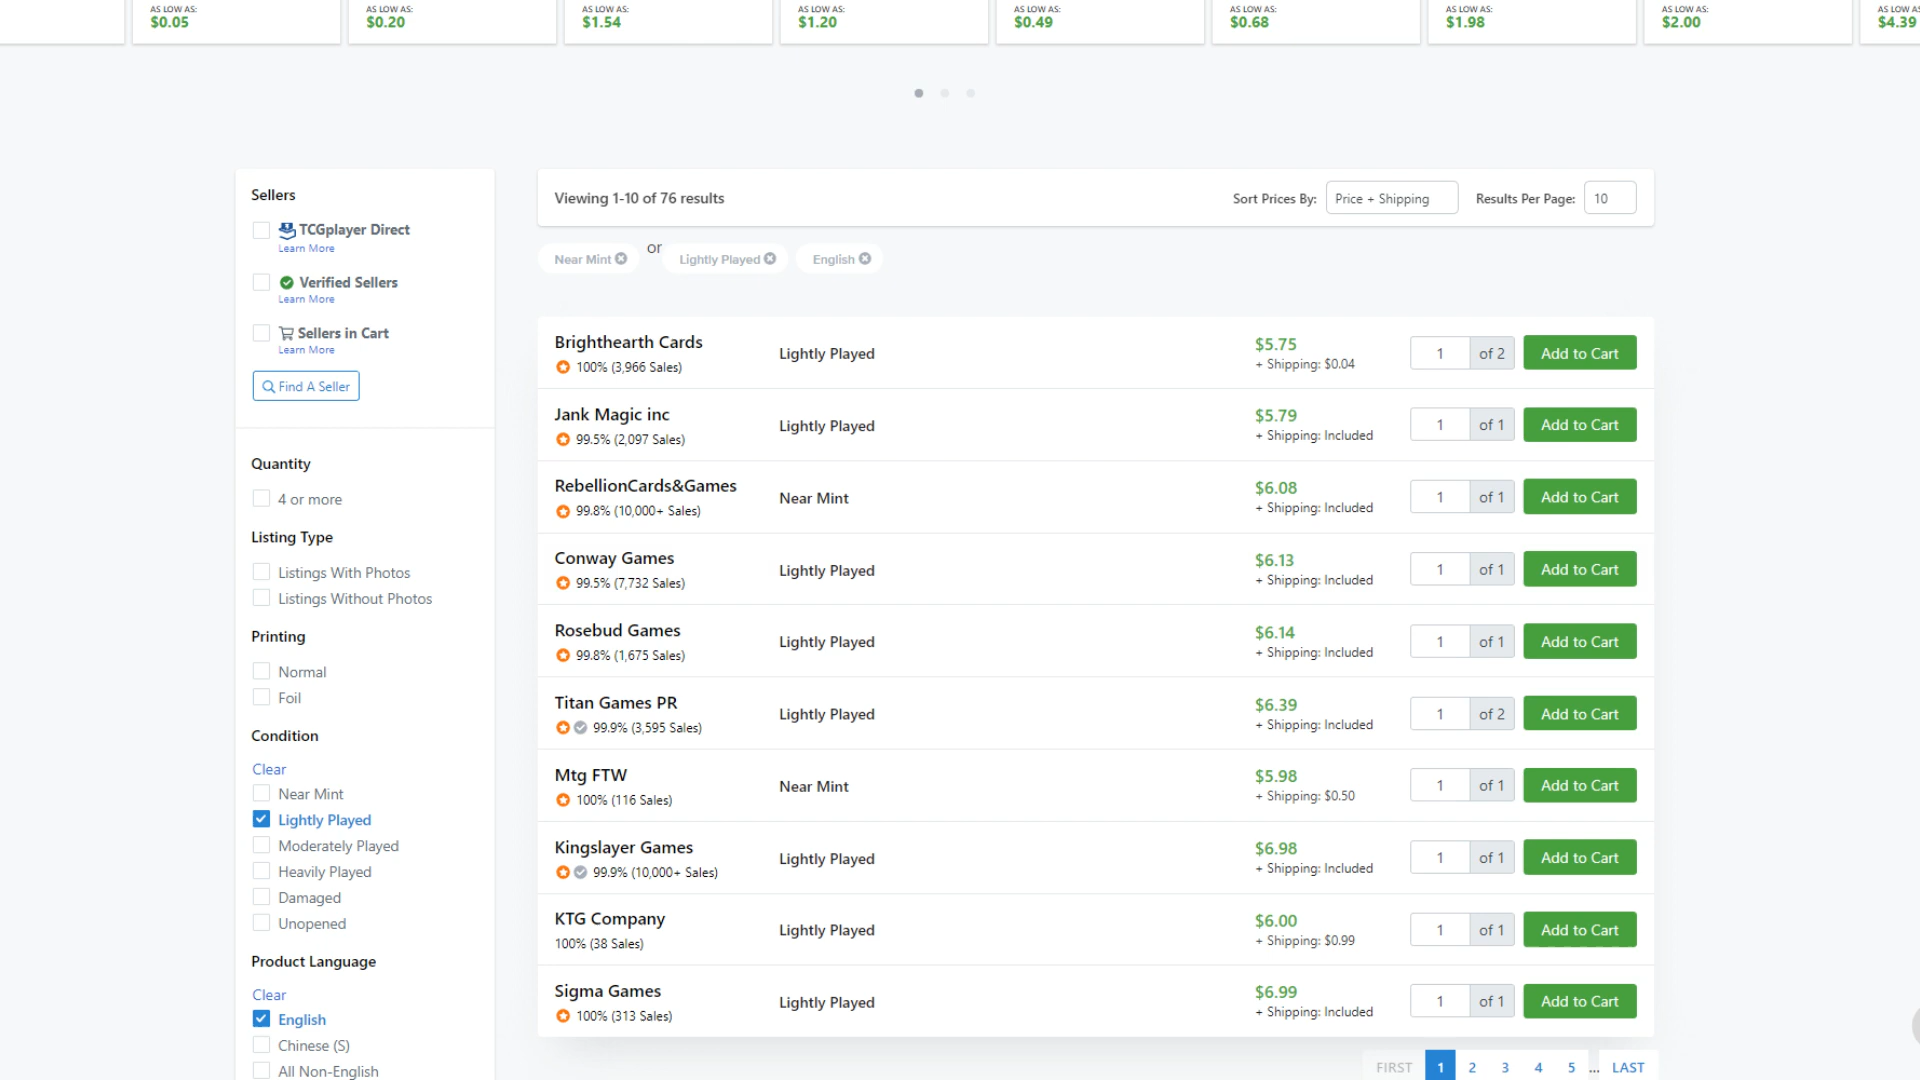 AS LOW AS: AS LOW AS: AS LOW AS: AS LOW AS: AS LOW AS: AS LOW AS: AS LOW AS: AS LOW AS: AS LOW AS
$0.05 $0.20 $1.54 $1.20 $0.49 $0.68 $1.98 $2.00 $4.39
Sellers
TCGplayer Direct
Learn More
Verified Sellers
Learn More
Sellers in Cart
Learn More
Find A Seller
Quantity
4 or more
Listing Type
Listings With Photos
Listings Without Photos
Printing
Normal
Foil
Condition
Clear
Near Mint
Lightly Played
Moderately Played
Heavily Played
Damaged
Unopened
Product Language
Clear
English
Chinese (S)
All Non-English
Viewing 1-10 of 76 results
Sort Prices By: Price + Shipping Results Per Page: 10
Near Mint or Lightly Played English
Brighthearth Cards
100% (3,966 Sales)
Lightly Played
$5.75
+ Shipping: $0.04
1 of 2 Add to Cart
Jank Magic inc
99.5% (2,097 Sales)
Lightly Played
$5.79
+ Shipping: Included
1 of 1 Add to Cart
RebellionCards&Games
99.8% (10,000+ Sales)
Near Mint
$6.08
+ Shipping: Included
1 of 1 Add to Cart
Conway Games
99.5% (7,732 Sales)
Lightly Played
$6.13
+ Shipping: Included
1 of 1 Add to Cart
Rosebud Games
99.8% (1,675 Sales)
Lightly Played
$6.14
+ Shipping: Included
1 of 1 Add to Cart
Titan Games PR
99.9% (3,595 Sales)
Lightly Played
$6.39
+ Shipping: Included
1 of 2 Add to Cart
Mtg FTW
100% (116 Sales)
Near Mint
$5.98
+ Shipping: $0.50
1 of 1 Add to Cart
Kingslayer Games
99.9% (10,000+ Sales)
Lightly Played
$6.98
+ Shipping: Included
1 of 1 Add to Cart
KTG Company
100% (38 Sales)
Lightly Played
$6.00
+ Shipping: $0.99
1 of 1 Add to Cart
Sigma Games
100% (313 Sales)
Lightly Played
$6.99
+ Shipping: Included
1 of 1 Add to Cart
FIRST 1 2 3 4 5 ... LAST